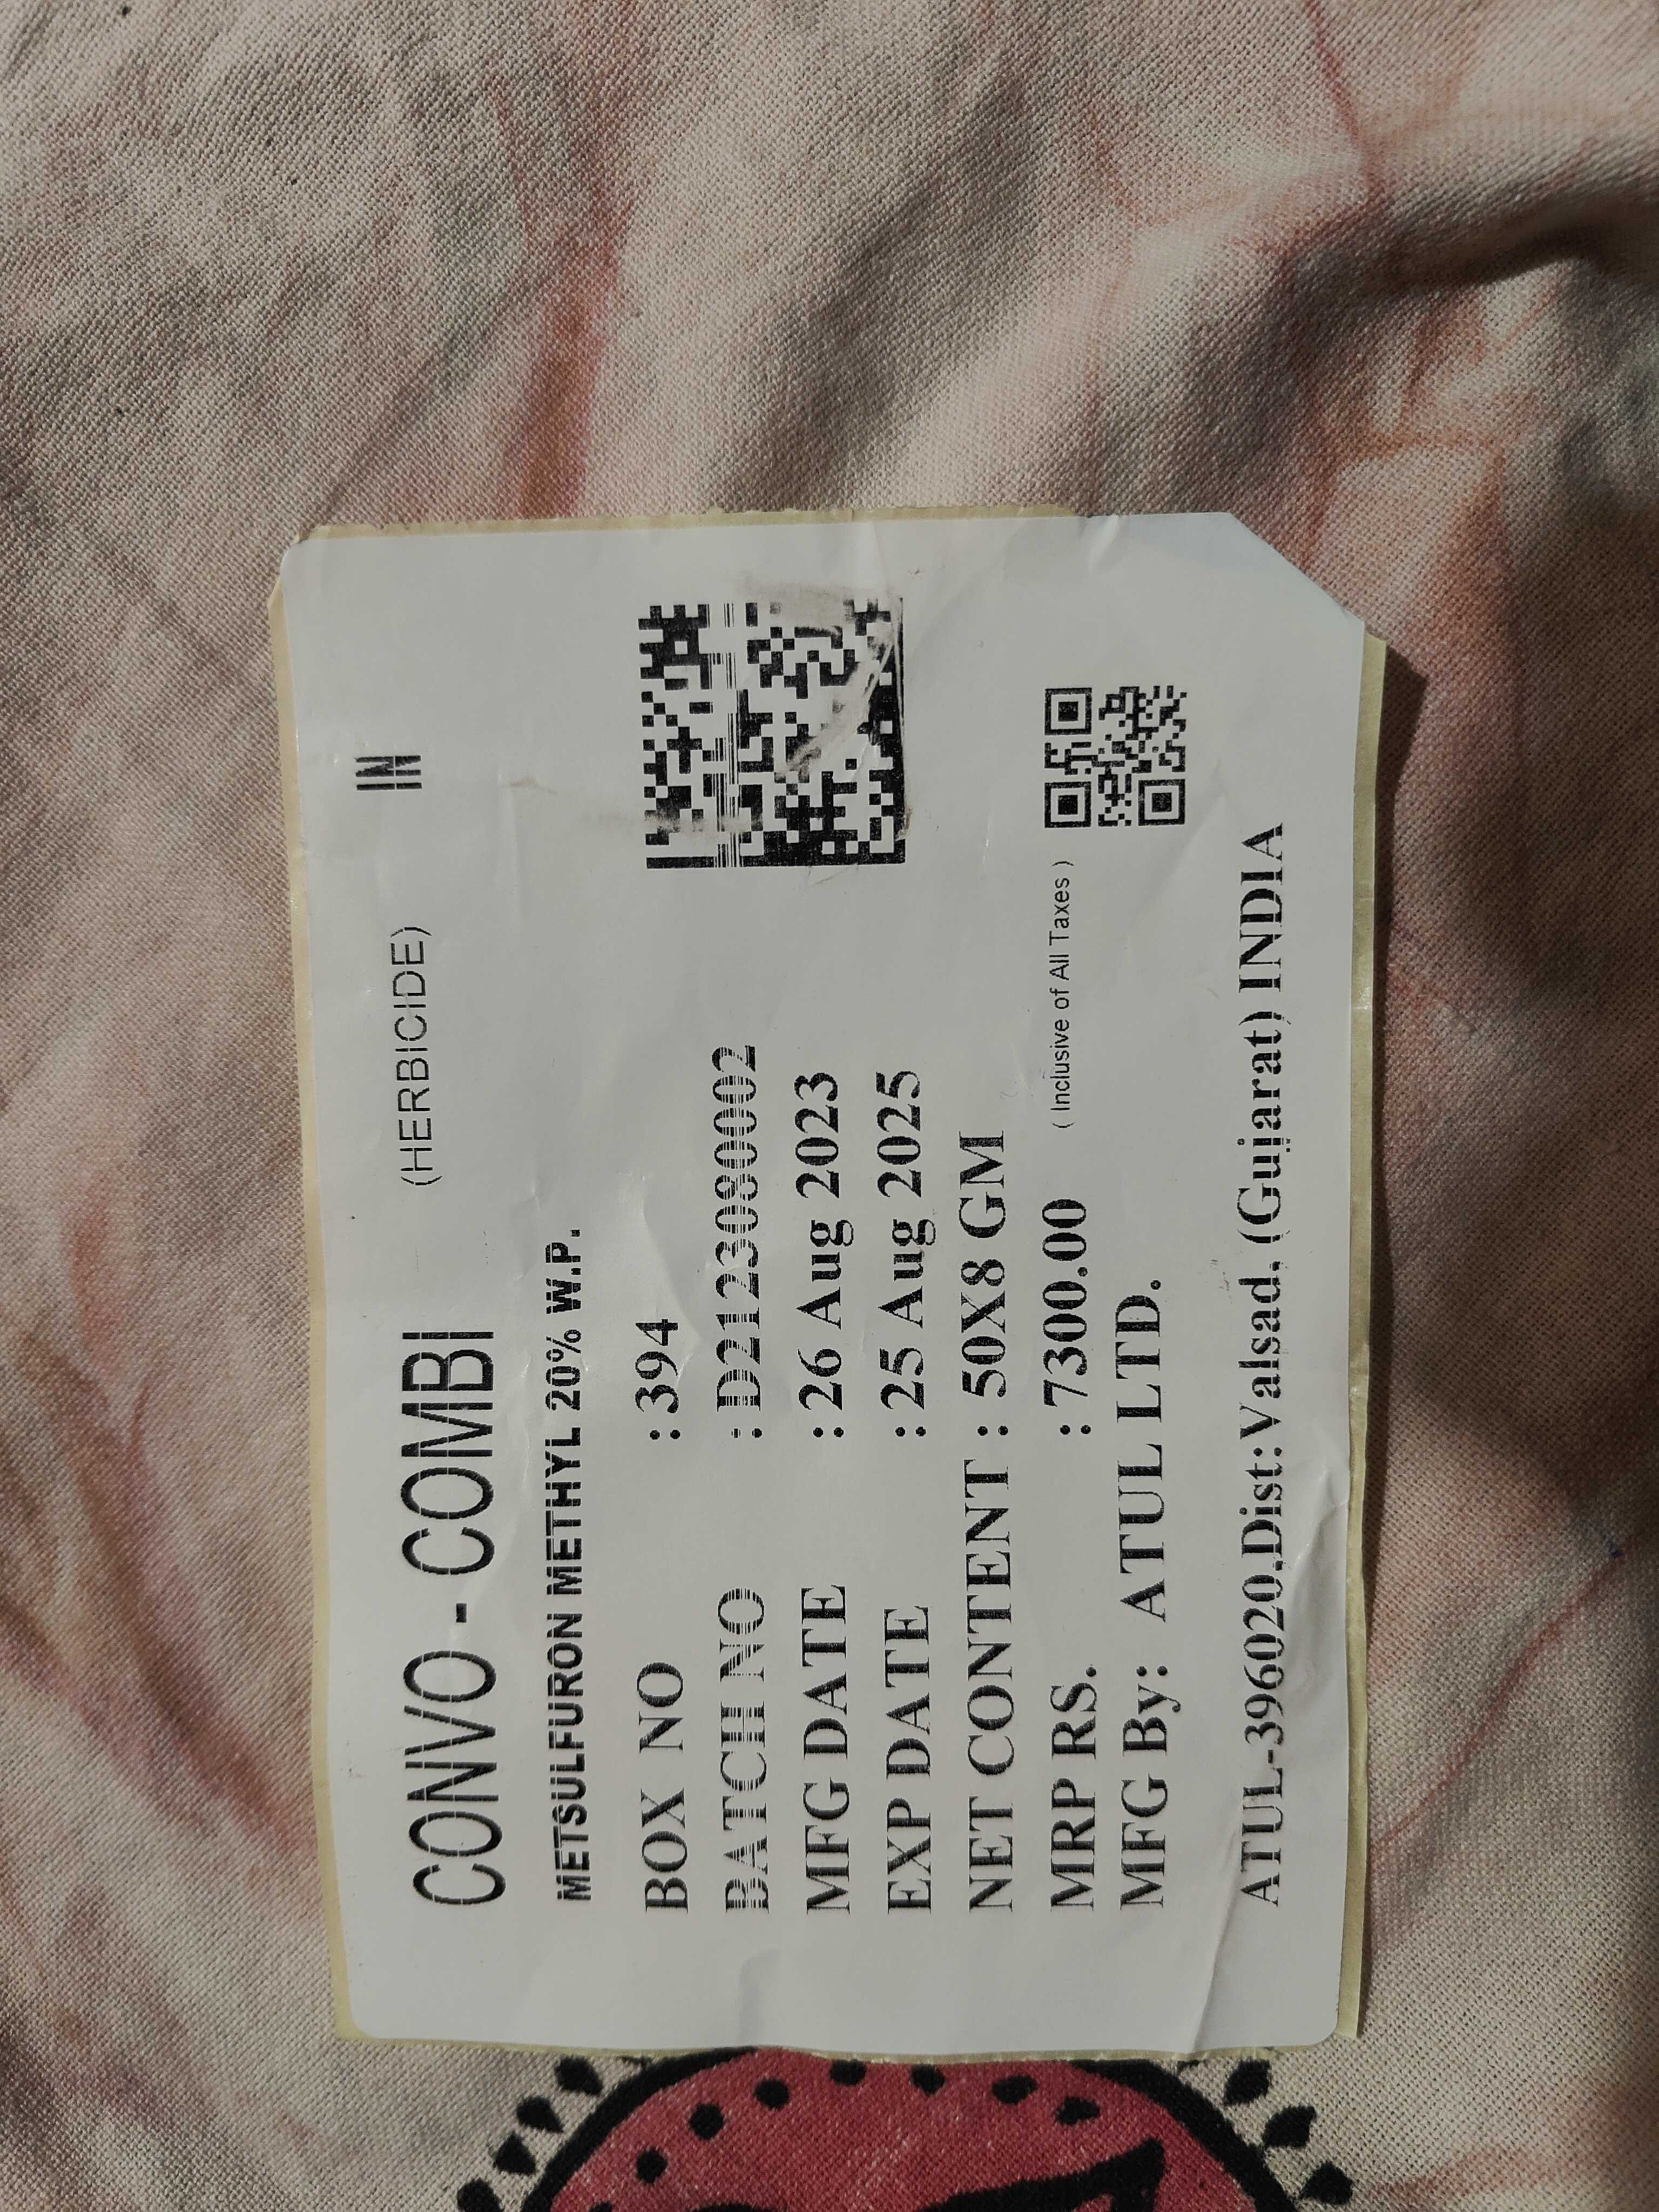 IN
CONVO - COMBI (HERBICIDE)
METSULFURON METHYL 20% W.P.
BOX NO : 394
BATCH NO : D2123080002
MFG DATE : 26 Aug 2023
EXP DATE : 25 Aug 2025
NET CONTENT : 50X8 GM
MRP RS. : 7300.00 ( Inclusive of All Taxes )
MFG By: ATUL LTD.
ATUL-396020,Dist:Valsad, (Gujarat) INDIA